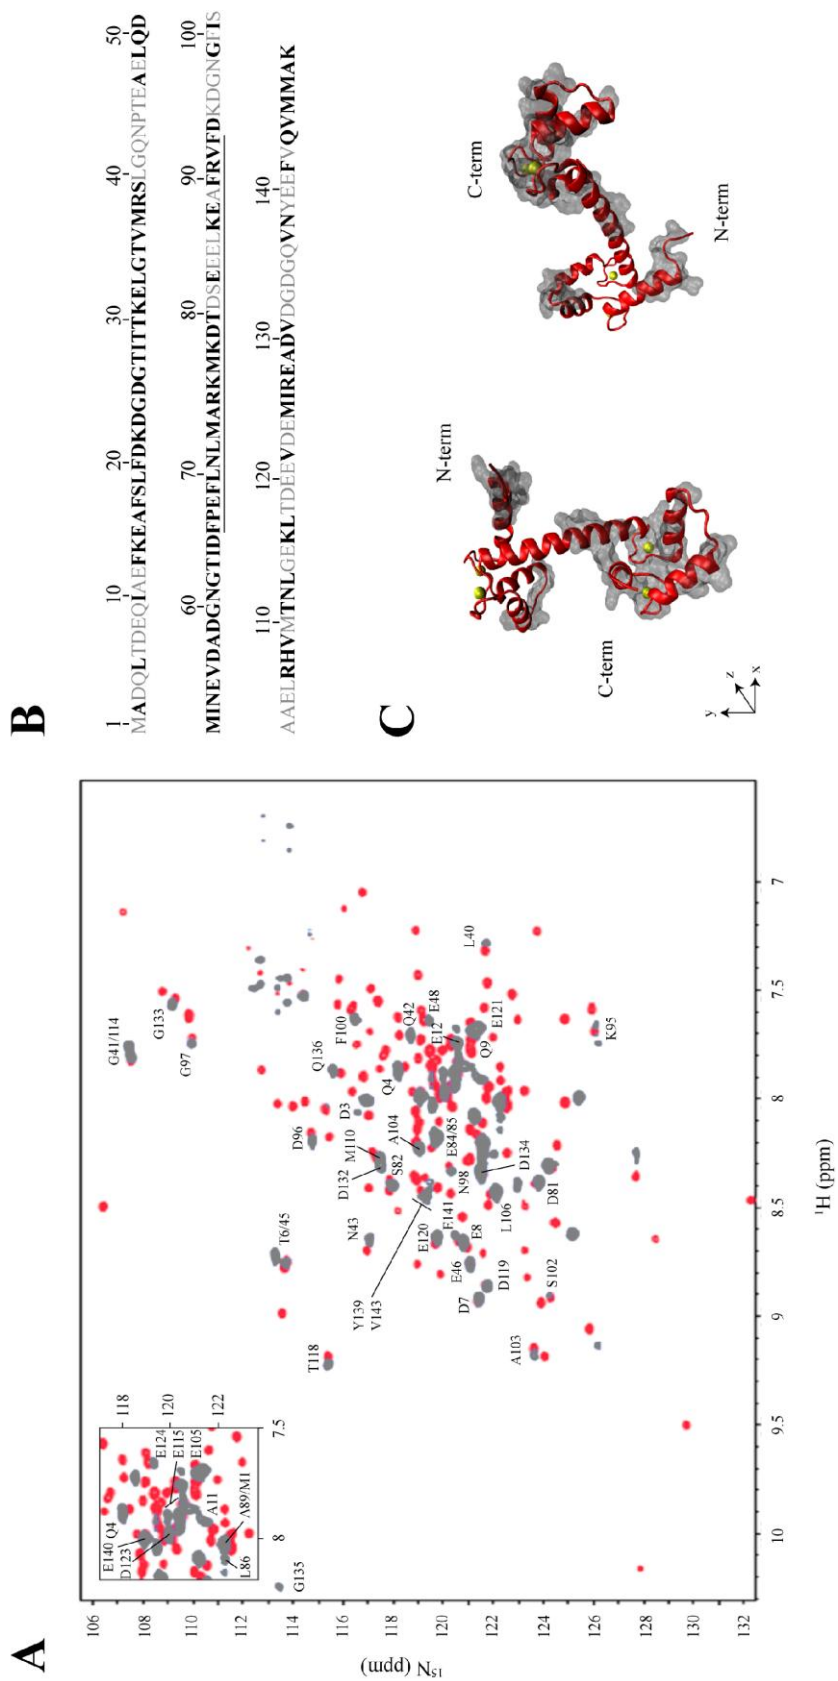 A
106 108 110 112 114 116 118 120 122 124 126 128 130 132
¹⁵N (ppm)
7 7.5 8 8.5 9 9.5 10
¹H (ppm)
118 120 122
7.5 8
E140 Q4
D123
E124
E115
E105
A11
A89/M1
L86
G135
G41/114
G133
G97
Q136
F100
Q42
E48
E12
E121
Q9
L40
K95
D96
D3
Q4
M110
A104
D132
S82
E84/85
N98
D134
T6/45
N43
E120
F141
E8
L106
D81
Y139
V143
E46
D7
D119
S102
T118
A103
B
1 10 20 30 40 50
MADQLTDEQIAEFKEAFSLFDKDGDGTITTKELGTVMRSLGQNPTEAELQD
60 70 80 90 100
MINEVDADGNGTIDFPEFLNLMARKMKDTDSEEELKEAFRVFDKDGNGFIS
110 120 130 140
AAELRHVMTNLGEKLTDEEVDEMIREADVDGDGQVNYEEFVQVMMAK
C
N-term
C-term
C-term
N-term
y
z
x